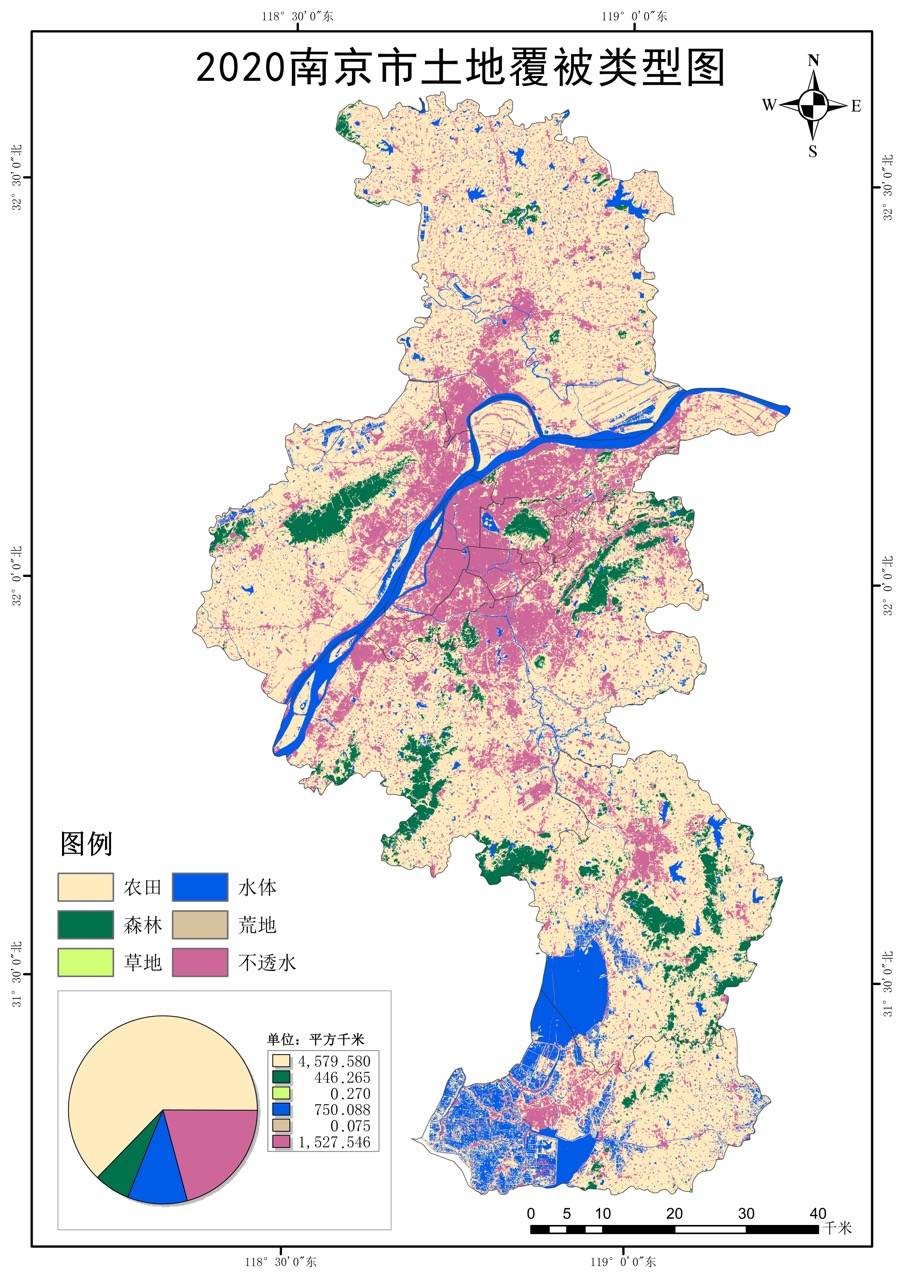 118° 30′0″东
119° 0′0″东
2020南京市土地覆被类型图
N
W
E
S
32° 30′0″北
32° 30′0″北
32° 0′0″北
32° 0′0″北
图例
农田
水体
森林
荒地
草地
不透水
31° 30′0″北
31° 30′0″北
单位: 平方千米
4,579.580
446.265
0.270
750.088
0.075
1,527.546
0 5 10 20 30 40
千米
118° 30′0″东
119° 0′0″东